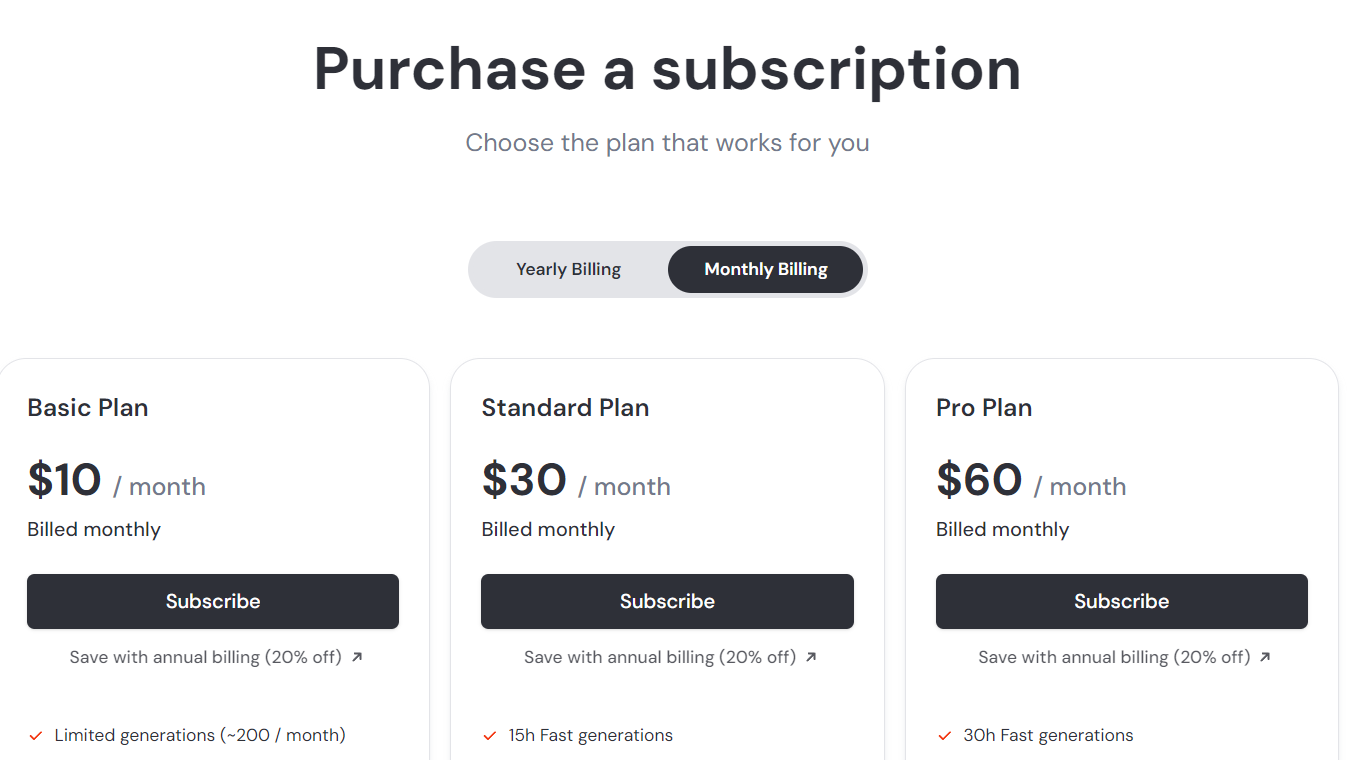 Purchase a subscription
Choose the plan that works for you
Yearly Billing
Monthly Billing
Basic Plan
$10 / month
Billed monthly
Subscribe
Save with annual billing (20% off)
Limited generations (~200 / month)
Standard Plan
$30 / month
Billed monthly
Subscribe
Save with annual billing (20% off)
15h Fast generations
Pro Plan
$60 / month
Billed monthly
Subscribe
Save with annual billing (20% off)
30h Fast generations